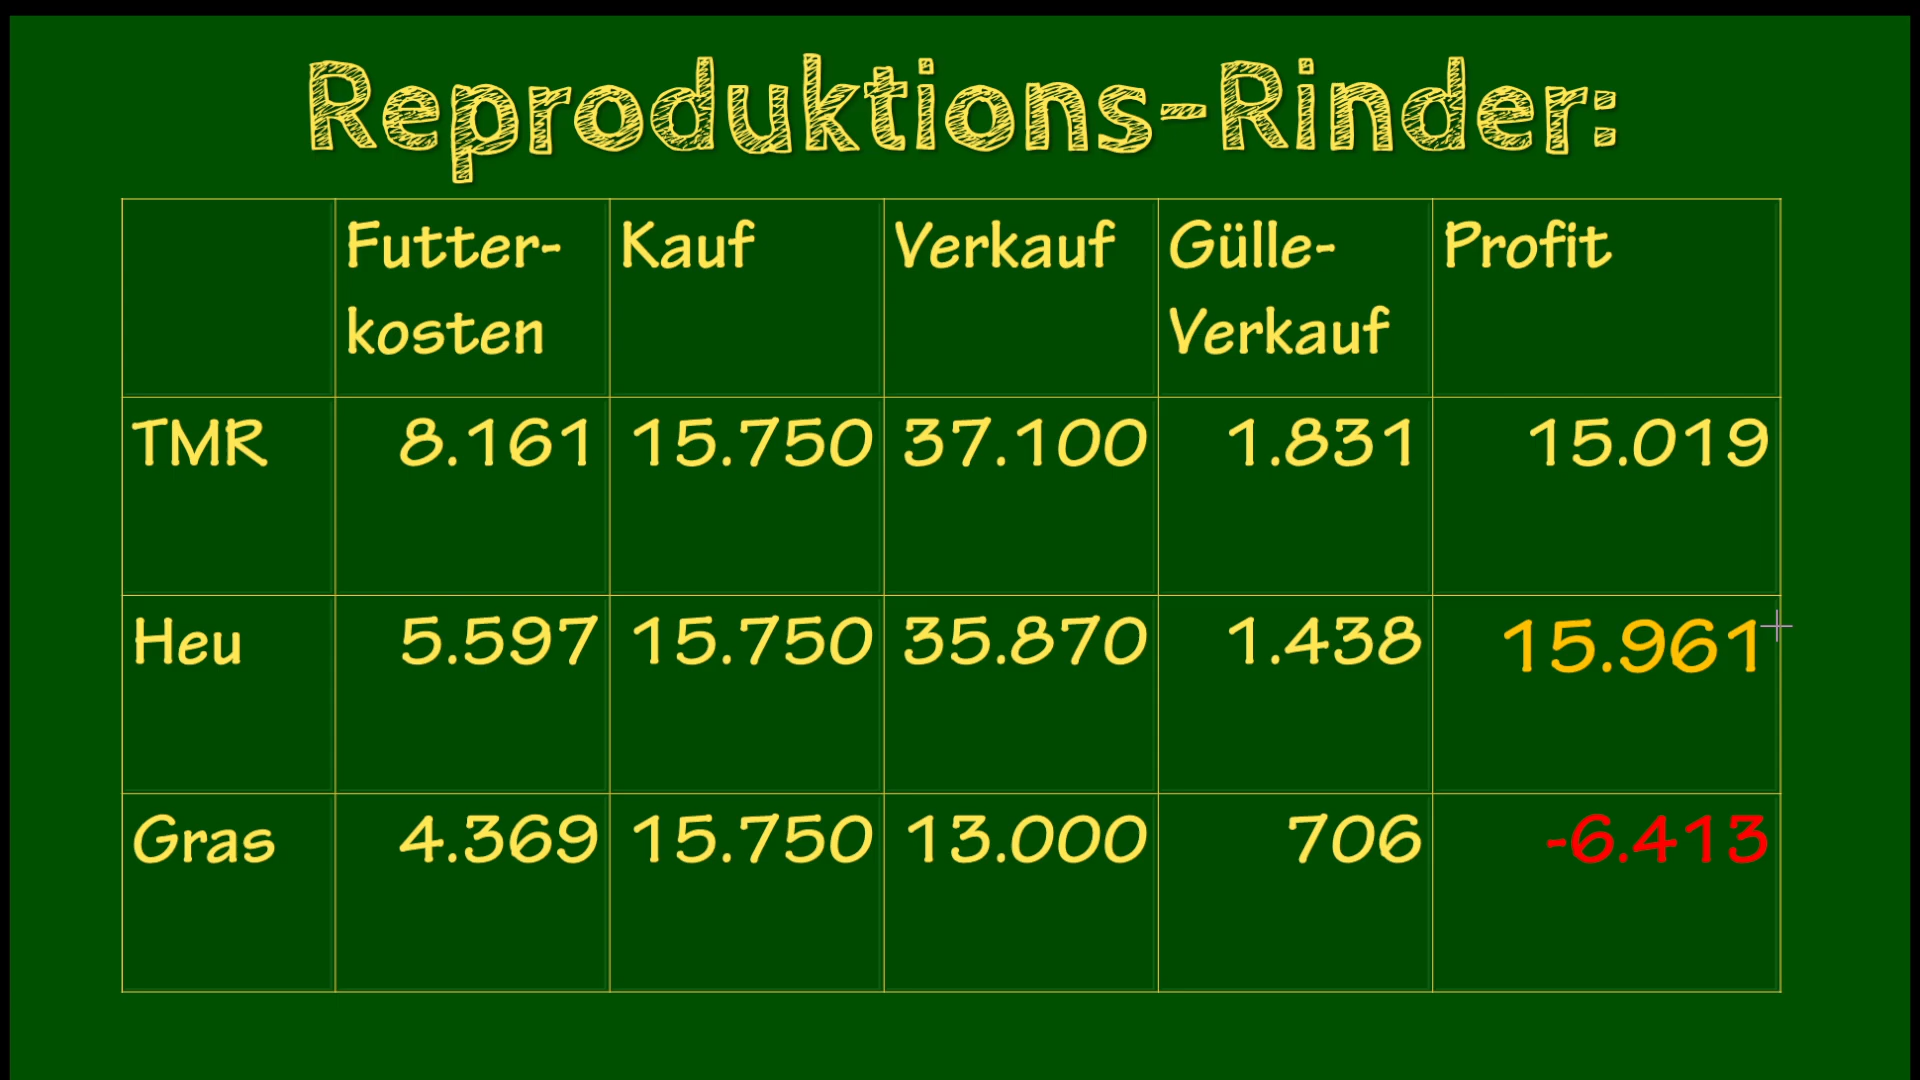 Reproduktions-Rinder:
Futter-kosten Kauf Verkauf Gülle-Verkauf Profit
TMR 8.161 15.750 37.100 1.831 15.019
Heu 5.597 15.750 35.870 1.438 15.961
Gras 4.369 15.750 13.000 706 -6.413